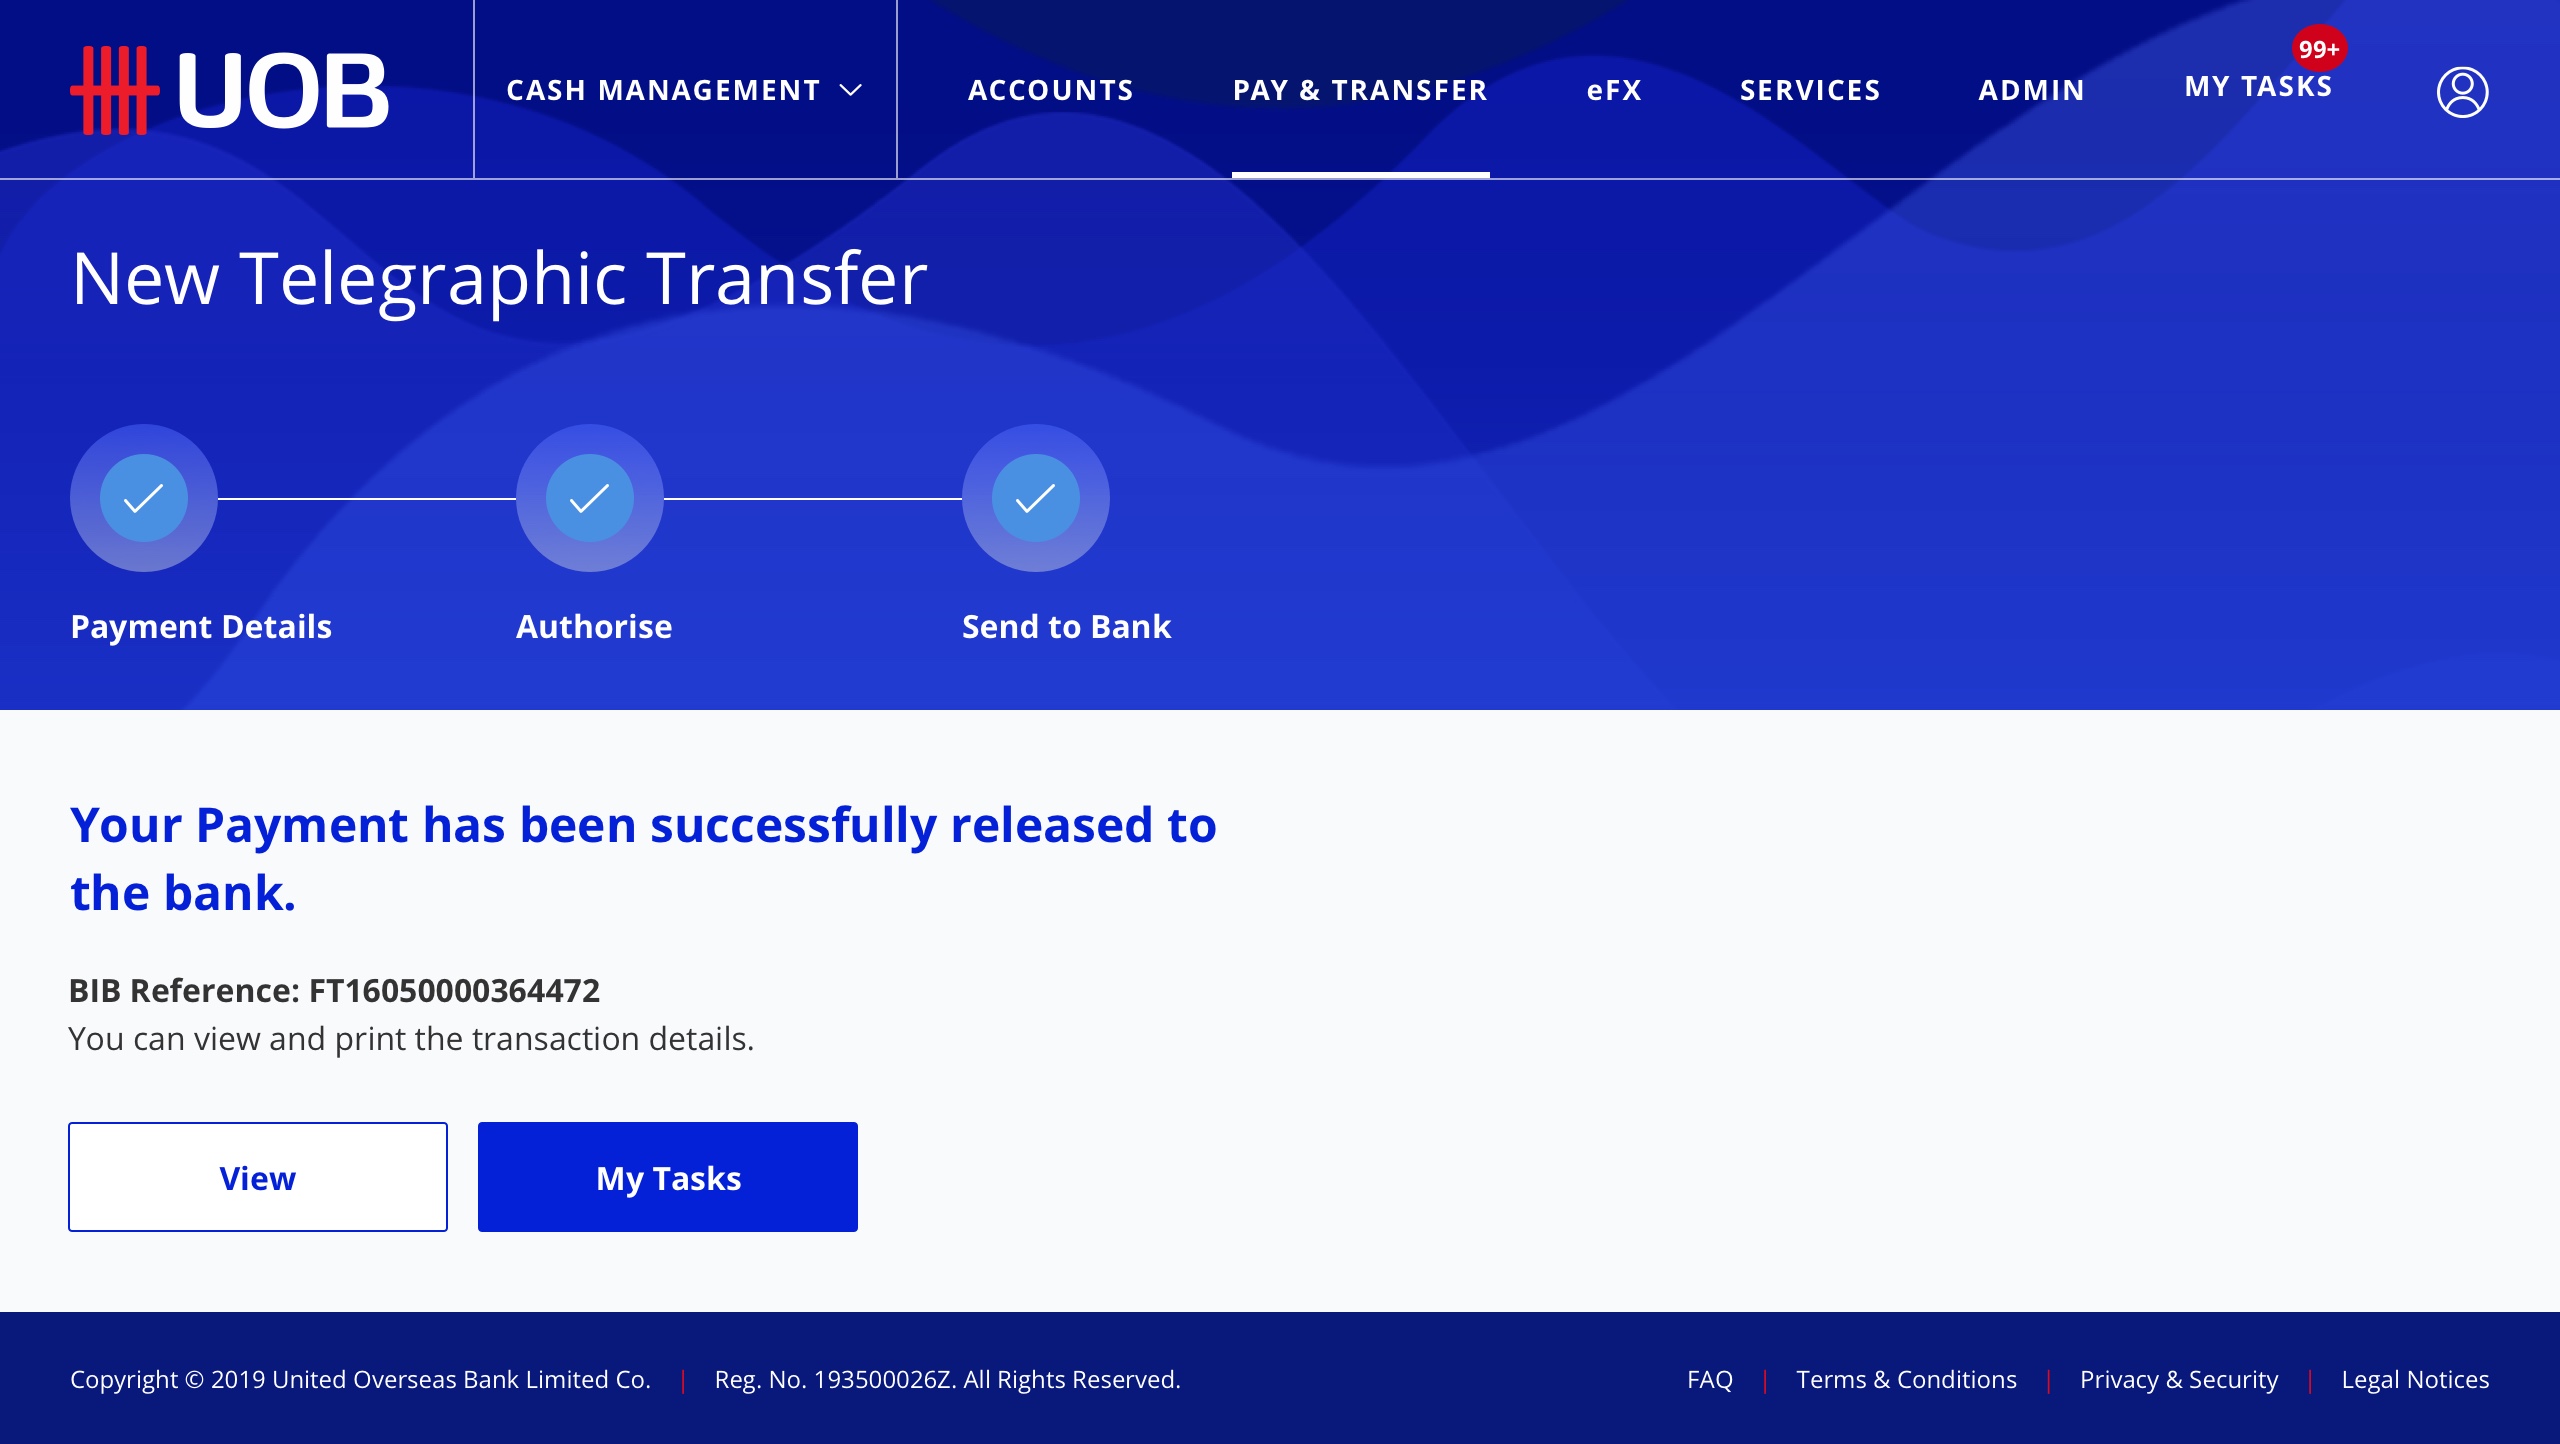 UOB
CASH MANAGEMENT
ACCOUNTS
PAY & TRANSFER
eFX
SERVICES
ADMIN
MY TASKS
99+
New Telegraphic Transfer
Payment Details
Authorise
Send to Bank
Your Payment has been successfully released to
the bank.
BIB Reference: FT16050000364472
You can view and print the transaction details.
View
My Tasks
Copyright © 2019 United Overseas Bank Limited Co. | Reg. No. 193500026Z. All Rights Reserved.
FAQ | Terms & Conditions | Privacy & Security | Legal Notices